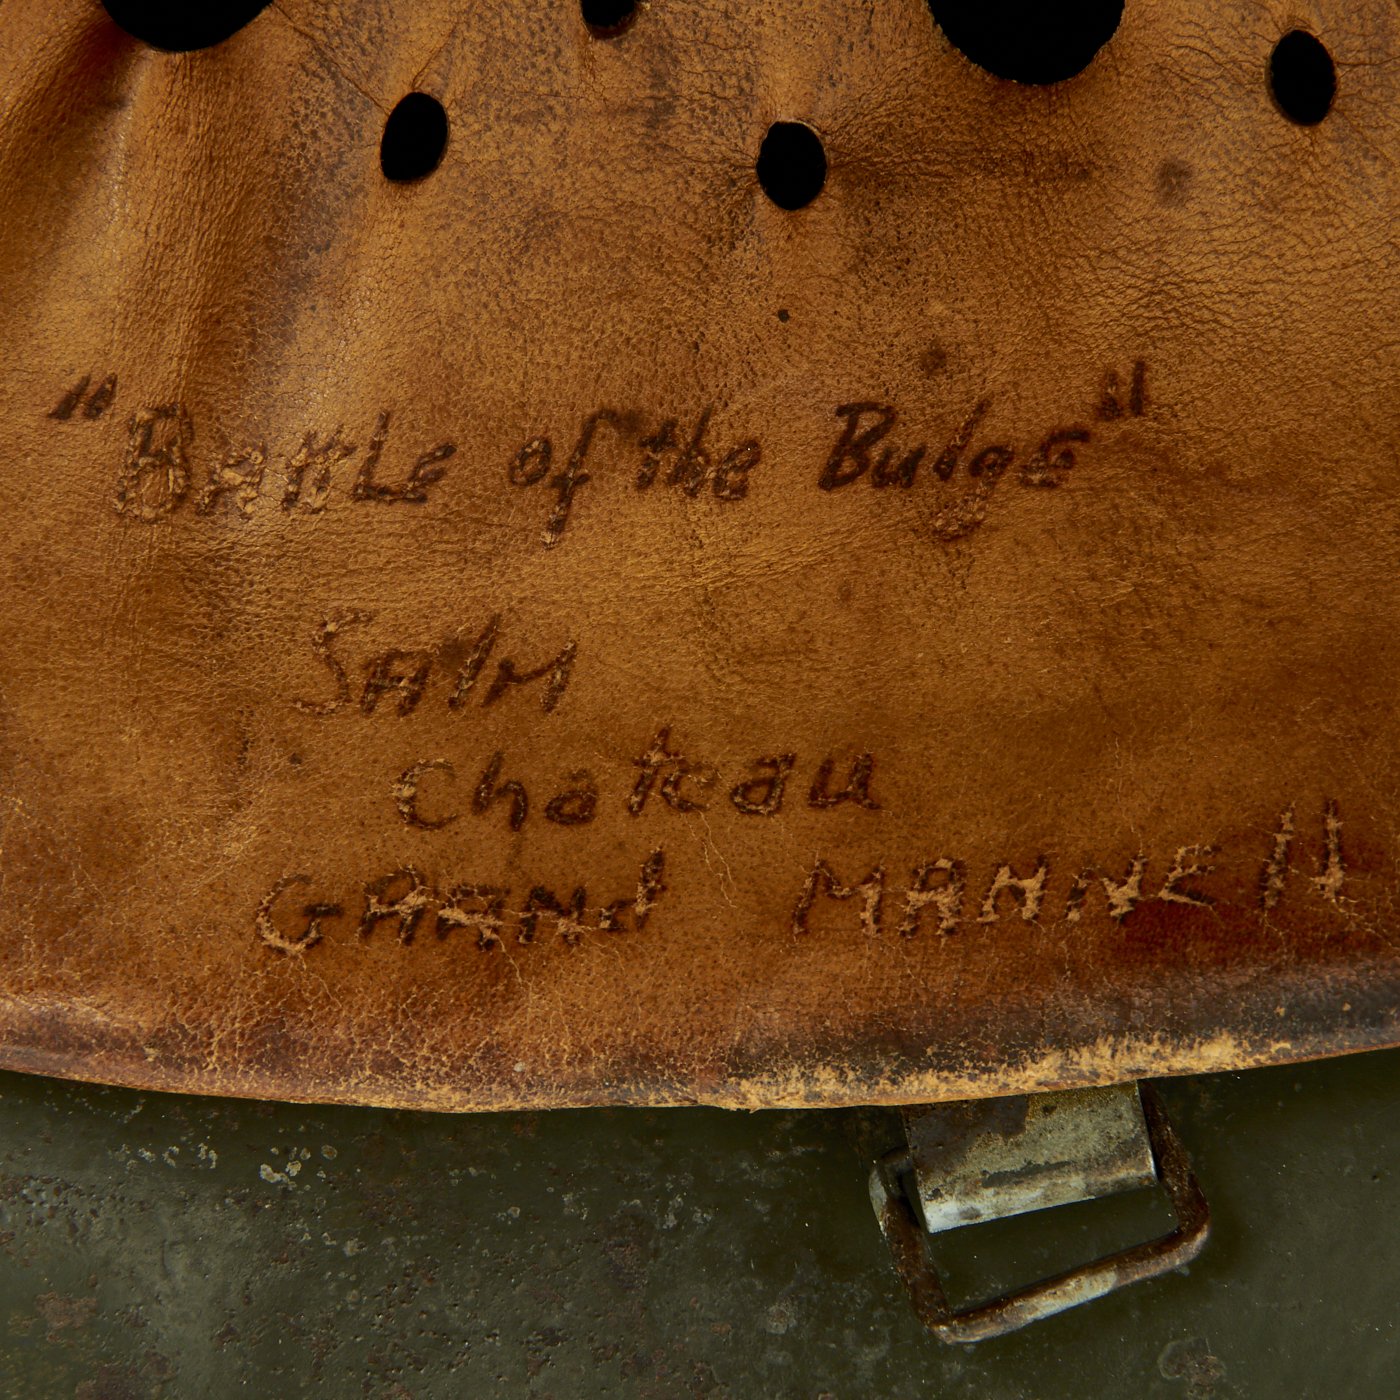 "Battle of the Bulge"
Salm
Chateau
GRAND MANNEll